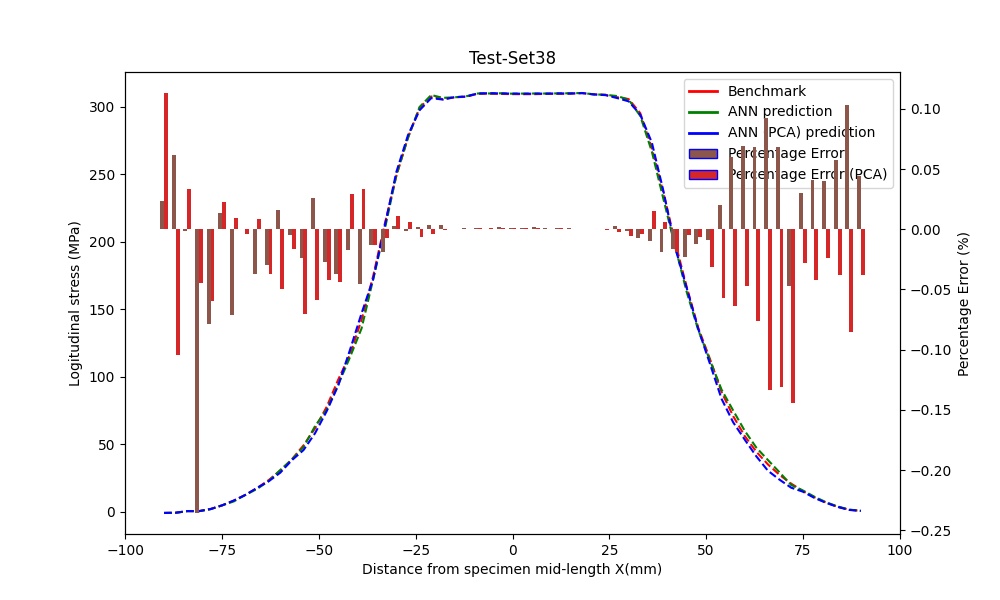 Test-Set38
Benchmark
ANN prediction
ANN (PCA) prediction
Percentage Error
Percentage Error (PCA)
300
250
200
150
100
50
0
Logitudinal stress (MPa)
0.10
0.05
0.00
−0.05
−0.10
−0.15
−0.20
−0.25
Percentage Error (%)
−100 −75 −50 −25 0 25 50 75 100
Distance from specimen mid-length X(mm)